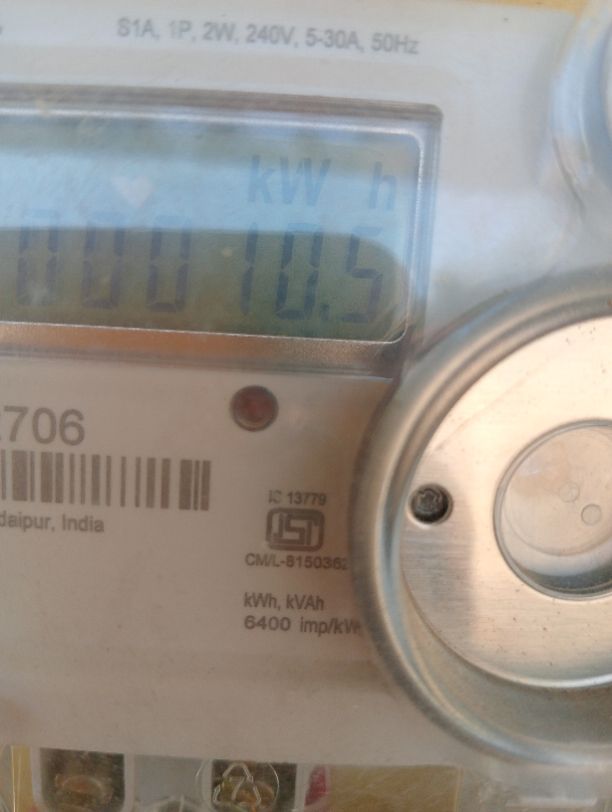 S1A, 1P, 2W, 240V, 5-30A, 50Hz
kW h
00010.5
706
daipur, India
IS 13779
ISI
CM/L-8150362
kWh, kVAh
6400 imp/kW